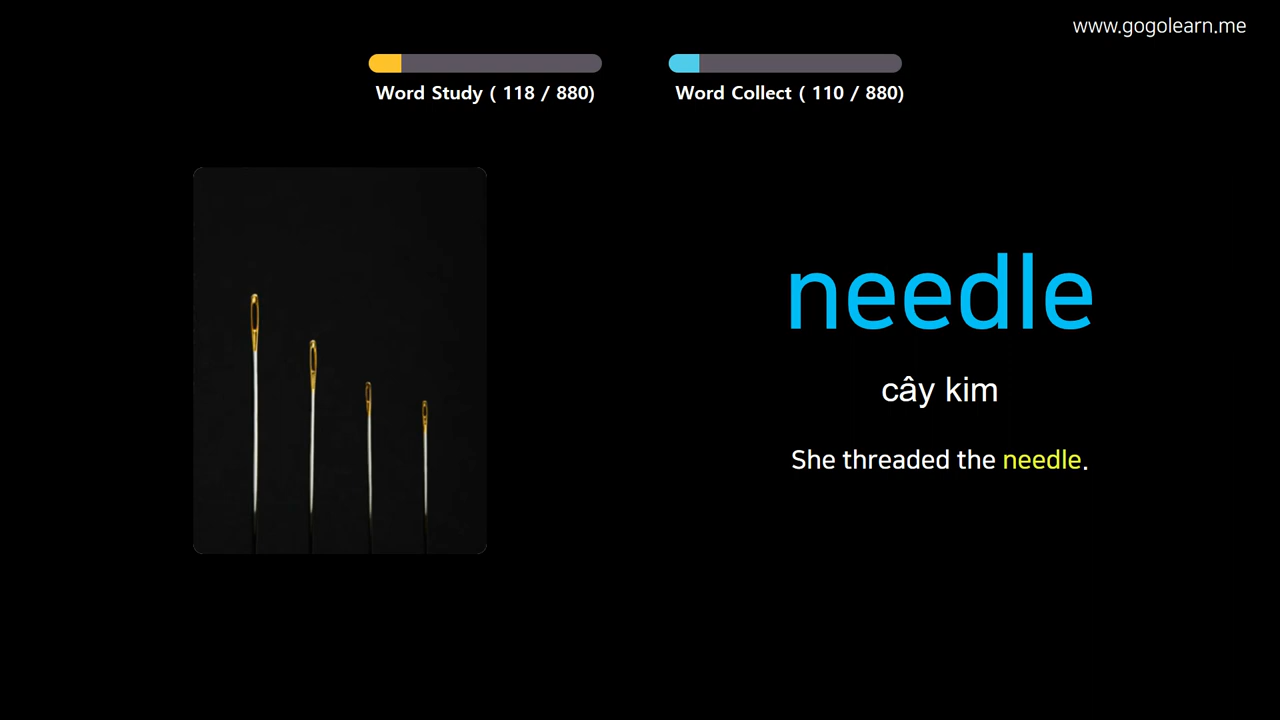 www.gogolearn.me
Word Study ( 118 / 880)
Word Collect ( 110 / 880)
needle
cây kim
She threaded the needle.